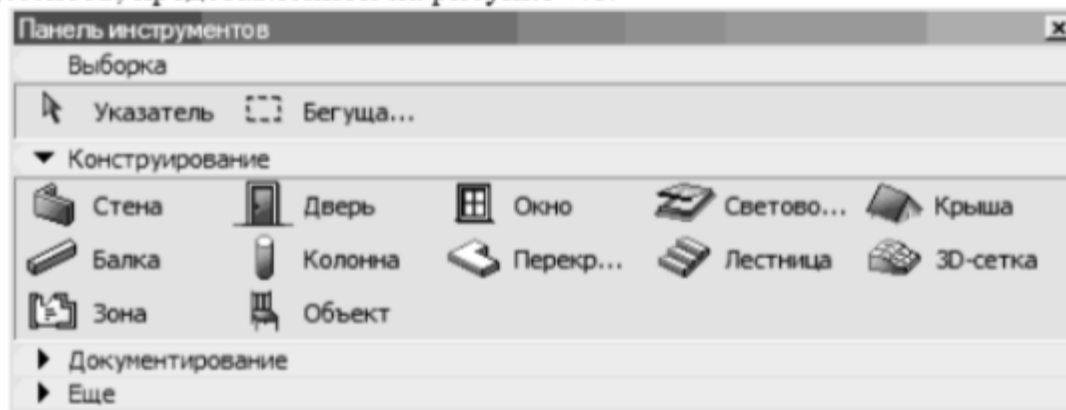 Панель инструментов
Выборка
Указатель Бегуща...
Конструирование
Стена Дверь Окно Светово... Крыша
Балка Колонна Перекр... Лестница 3D-сетка
Зона Объект
Документирование
Еще